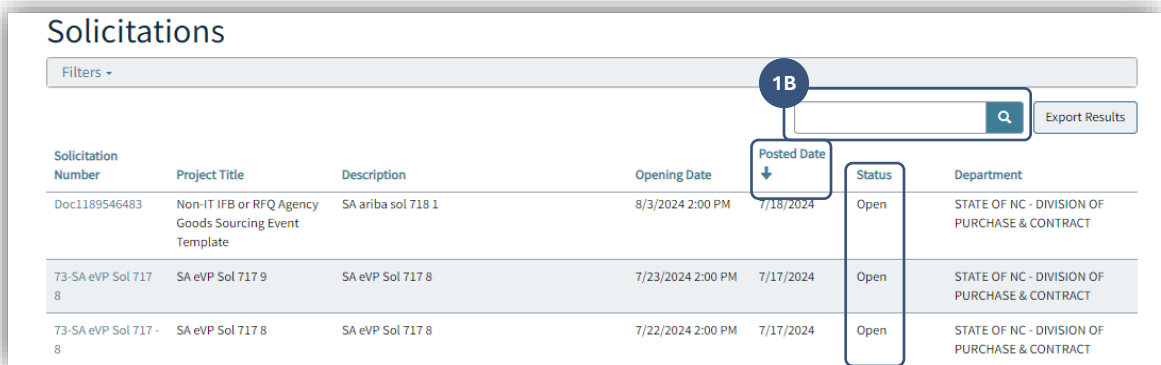 Solicitations
Filters
1B
Export Results
Solicitation Number Project Title Description Opening Date Posted Date Status Department
Doc1189546483 Non-IT IFB or RFQ Agency SA ariba sol 718 1 8/3/2024 2:00 PM 7/18/2024 Open STATE OF NC - DIVISION OF
Goods Sourcing Event PURCHASE & CONTRACT
Template
73-SA eVP Sol 717 SA eVP Sol 717 9 SA eVP Sol 717 8 7/23/2024 2:00 PM 7/17/2024 Open STATE OF NC - DIVISION OF
8 PURCHASE & CONTRACT
73-SA eVP Sol 717 - SA eVP Sol 717 8 SA eVP Sol 717 8 7/22/2024 2:00 PM 7/17/2024 Open STATE OF NC - DIVISION OF
8 PURCHASE & CONTRACT